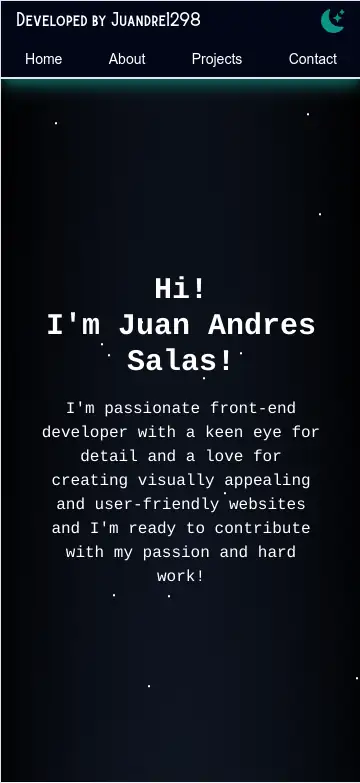 Developed by Juandre1298
Home About Projects Contact
Hi!
I'm Juan Andres
Salas!
I'm passionate front-end
developer with a keen eye for
detail and a love for
creating visually appealing
and user-friendly websites
and I'm ready to contribute
with my passion and hard
work!